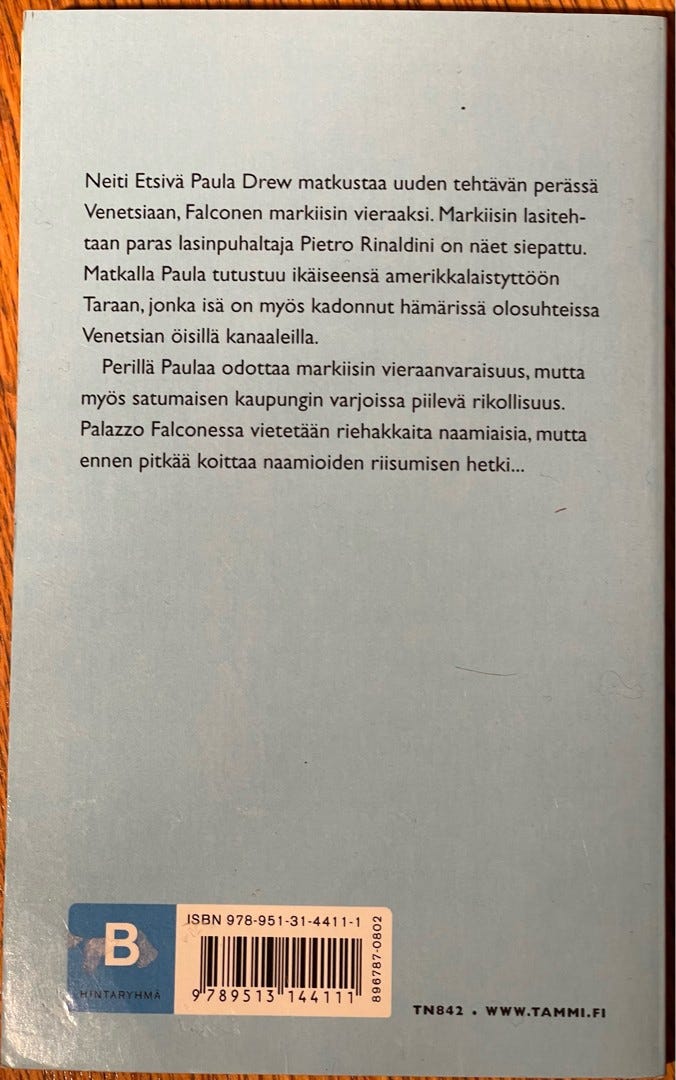 Neiti Etsivä Paula Drew matkustaa uuden tehtävän perässä
Venetsiaan, Falconen markiisin vieraaksi. Markiisin lasiteh-
taan paras lasinpuhaltaja Pietro Rinaldini on näet siepattu.
Matkalla Paula tutustuu ikäiseensä amerikkalaistyttöön
Taraan, jonka isä on myös kadonnut hämärissä olosuhteissa
Venetsian öisillä kanaaleilla.
Perillä Paulaa odottaa markiisin vieraanvaraisuus, mutta
myös satumaisen kaupungin varjoissa piilevä rikollisuus.
Palazzo Falconessa vietetään riehakkaita naamiaisia, mutta
ennen pitkää koittaa naamioiden riisumisen hetki...
B
HINTARYHMÄ
ISBN 978-951-31-4411-1
9 789513 144111
896787-0802
TN842 • WWW.TAMMI.FI